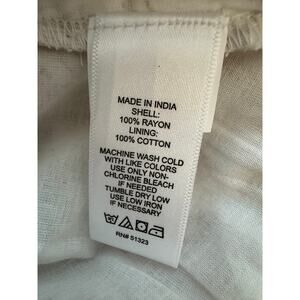 MADE IN INDIA
SHELL:
100% RAYON
LINING:
100% COTTON
MACHINE WASH COLD
WITH LIKE COLORS
USE ONLY NON-
CHLORINE BLEACH
IF NEEDED
TUMBLE DRY LOW
USE LOW IRON
IF NECESSARY
RN# 51323